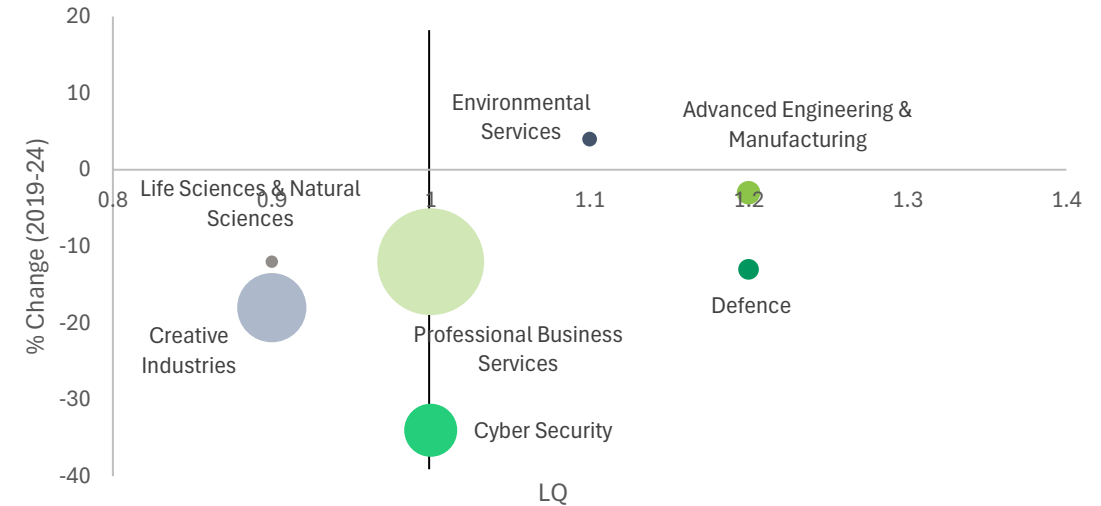 20
10
Environmental
Services
Advanced Engineering &
Manufacturing
0
Life Sciences & Natural
Sciences
0.8
0.9
1
1.1
1.2
1.3
1.4
% Change (2019-24)
-10
-20
Defence
Creative
Industries
Professional Business
Services
-30
Cyber Security
-40
LQ